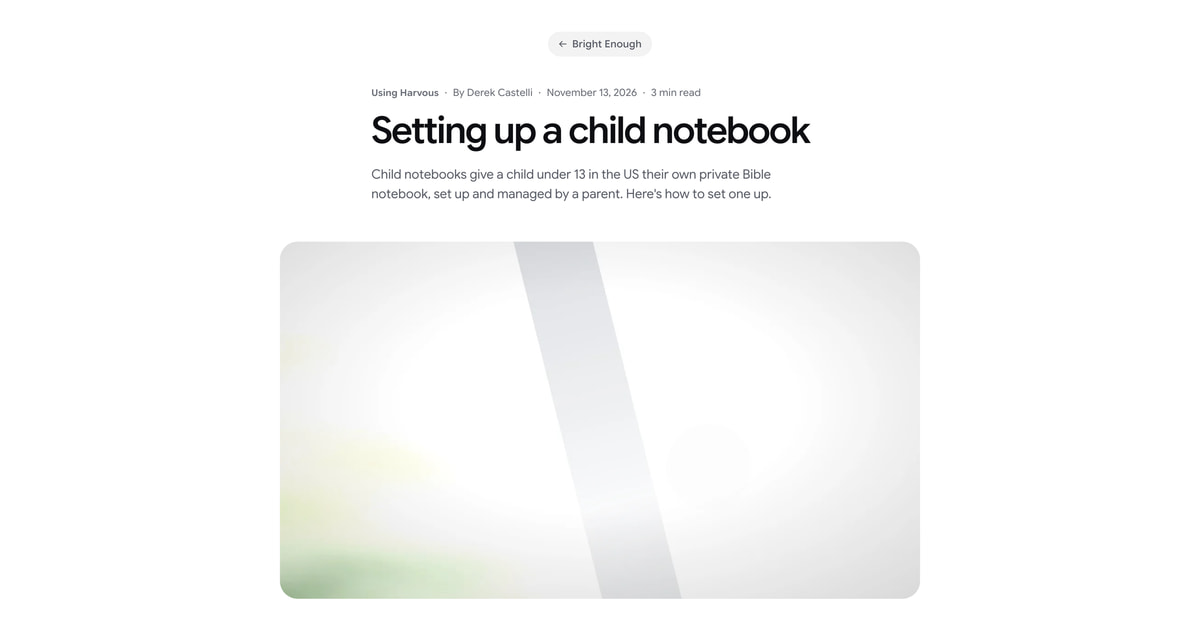 ← Bright Enough
Using Harvous · By Derek Castelli · November 13, 2026 · 3 min read
Setting up a child notebook
Child notebooks give a child under 13 in the US their own private Bible
notebook, set up and managed by a parent. Here's how to set one up.